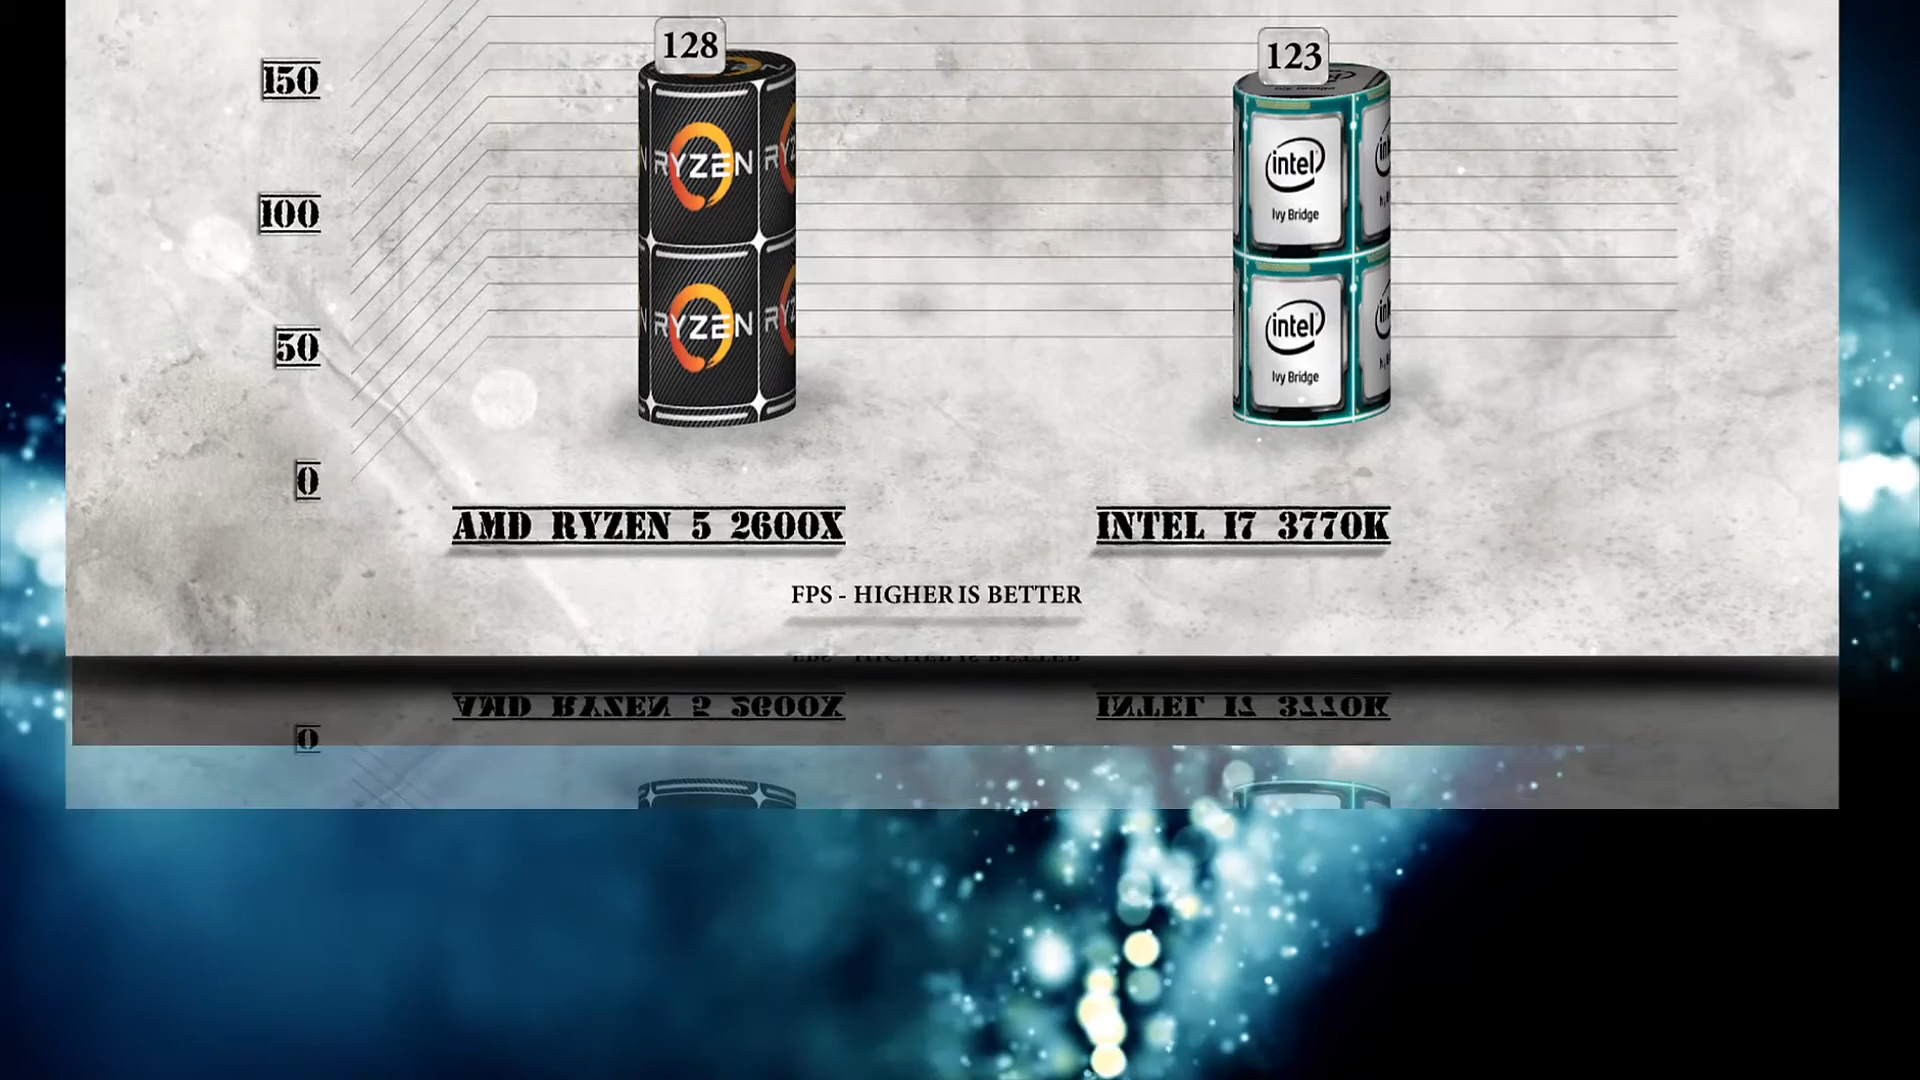 150
100
50
0
128
123
RYZEN
RYZEN
intel
Ivy Bridge
intel
Ivy Bridge
AMD RYZEN 5 2600X
INTEL I7 3770K
FPS - HIGHER IS BETTER